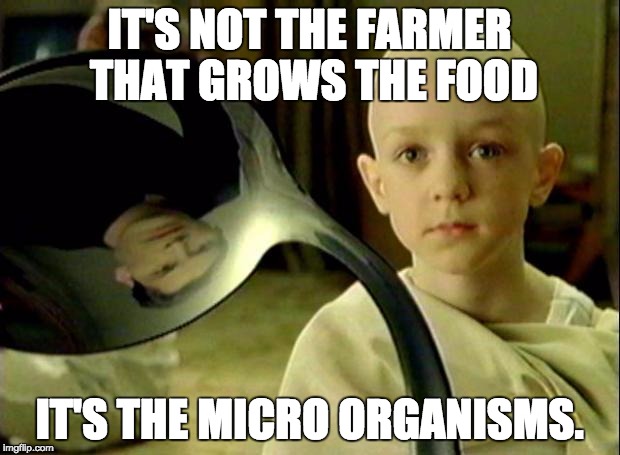 IT'S NOT THE FARMER
THAT GROWS THE FOOD
IT'S THE MICRO ORGANISMS.
imgflip.com